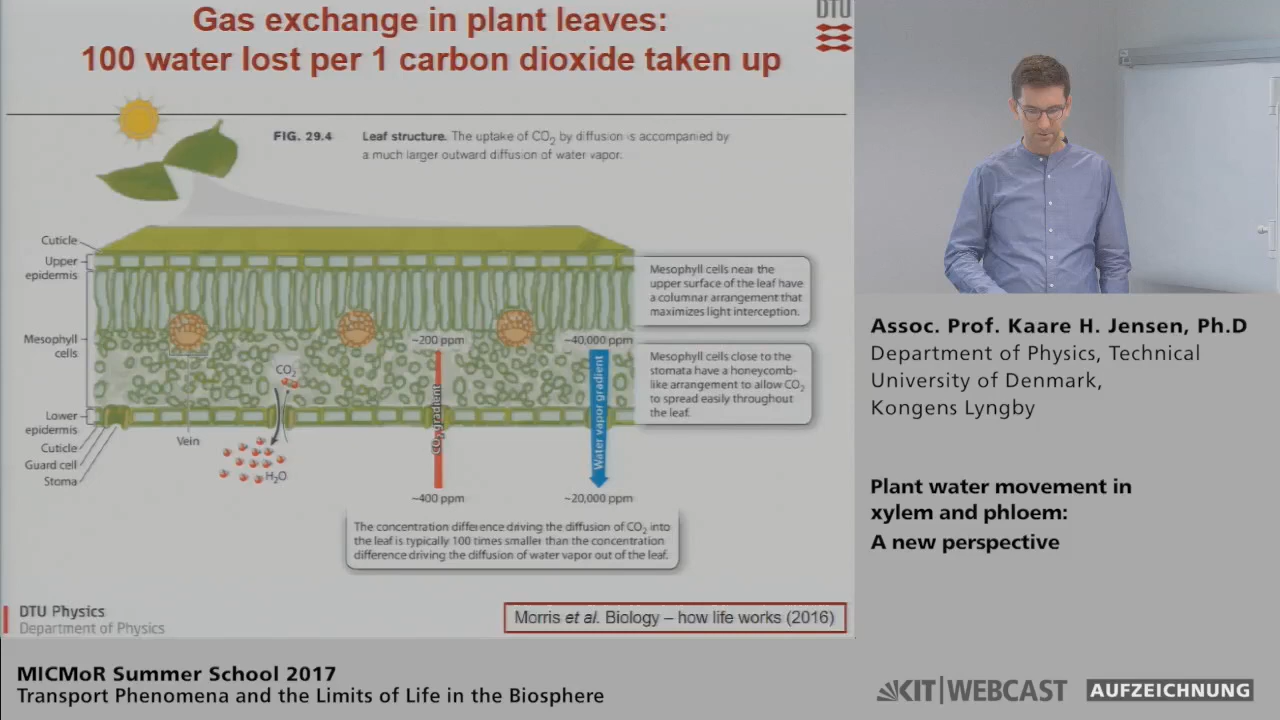 Gas exchange in plant leaves:
100 water lost per 1 carbon dioxide taken up
DTU
FIG. 29.4
Leaf structure. The uptake of CO2 by diffusion is accompanied by
a much larger outward diffusion of water vapor.
Cuticle
Upper
epidermis
Mesophyll
cells
Lower
epidermis
Cuticle
Guard cell
Stoma
Vein
CO2
H2O
~200 ppm
CO2 gradient
~400 ppm
~40,000 ppm
Water vapor gradient
~20,000 ppm
Mesophyll cells near the
upper surface of the leaf have
a columnar arrangement that
maximizes light interception.
Mesophyll cells close to the
stomata have a honeycomb-
like arrangement to allow CO2
to spread easily throughout
the leaf.
The concentration difference driving the diffusion of CO2 into
the leaf is typically 100 times smaller than the concentration
difference driving the diffusion of water vapor out of the leaf.
DTU Physics
Department of Physics
Morris et al. Biology – how life works (2016)
Assoc. Prof. Kaare H. Jensen, Ph.D
Department of Physics, Technical
University of Denmark,
Kongens Lyngby
Plant water movement in
xylem and phloem:
A new perspective
MICMoR Summer School 2017
Transport Phenomena and the Limits of Life in the Biosphere
KIT|WEBCAST
AUFZEICHNUNG